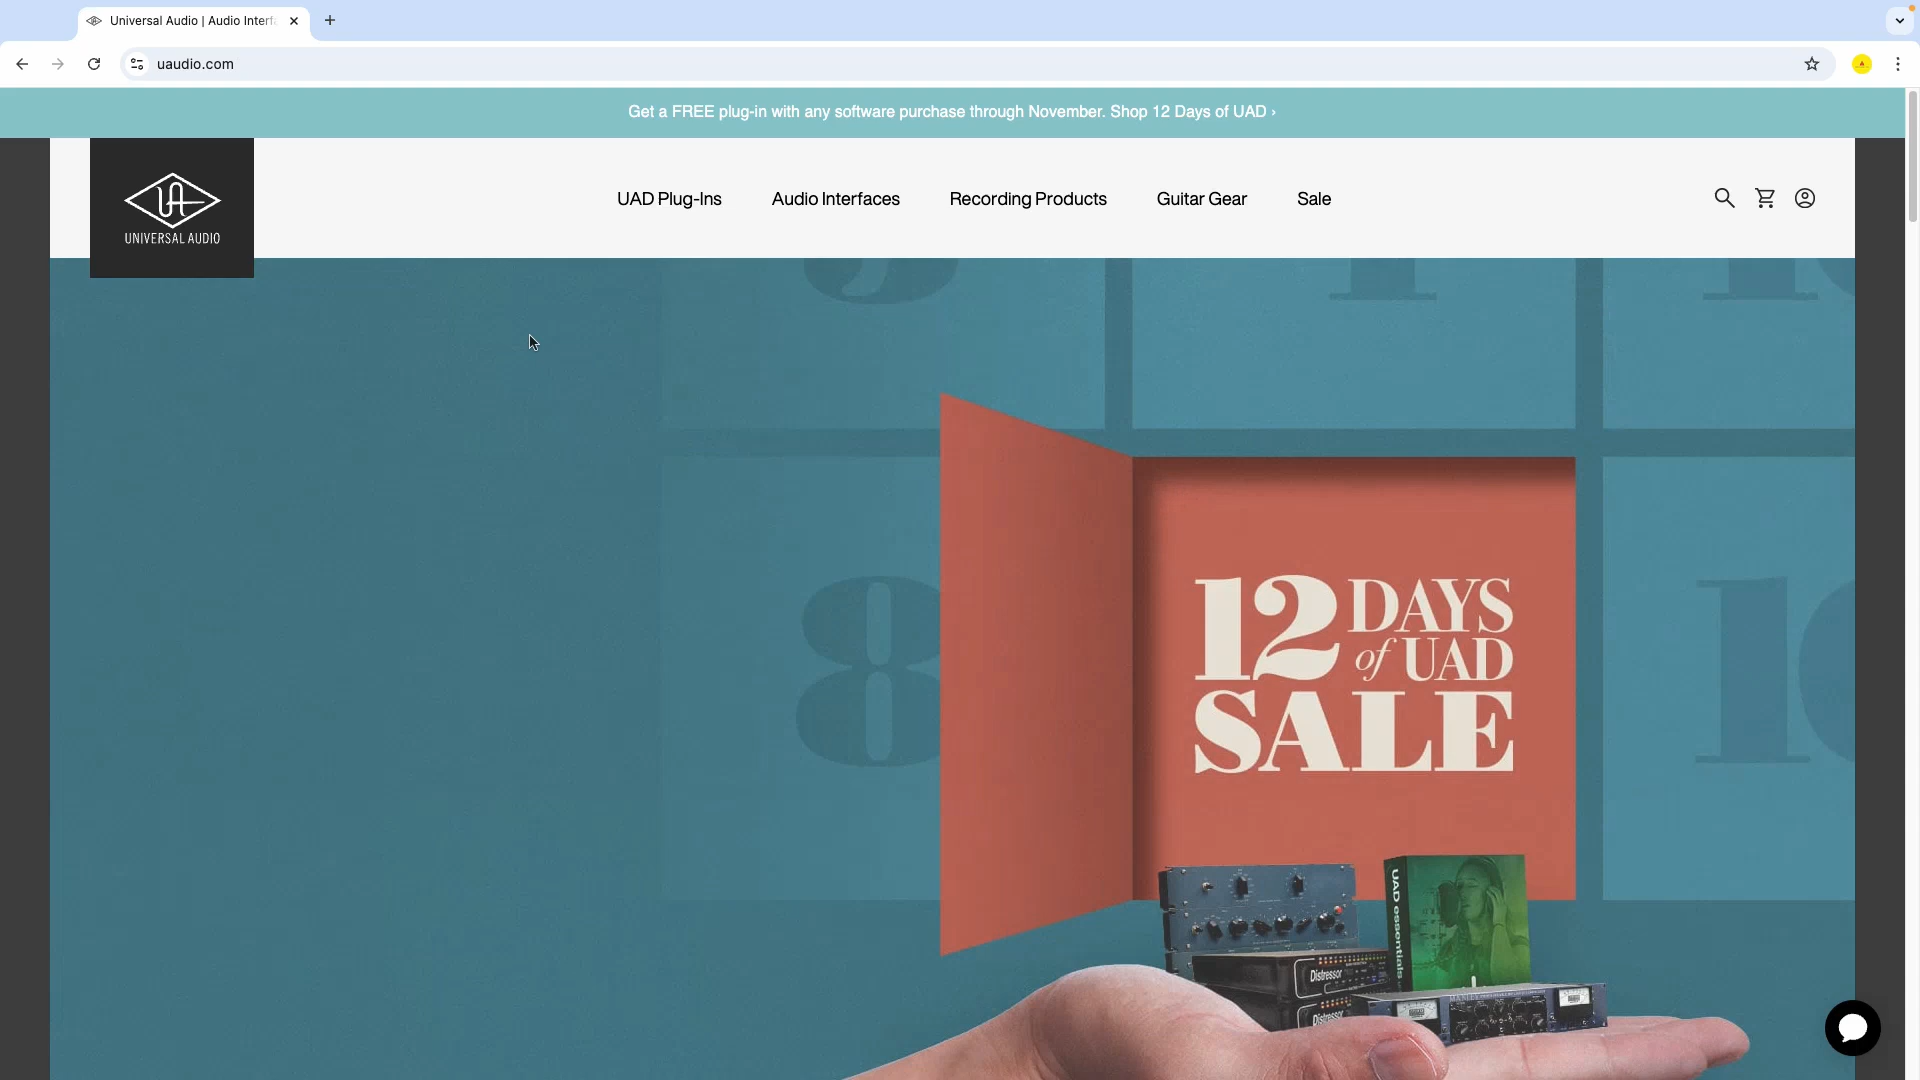 Universal Audio | Audio Interf
uaudio.com
Get a FREE plug-in with any software purchase through November. Shop 12 Days of UAD ›
UNIVERSAL AUDIO
UAD Plug-Ins
Audio Interfaces
Recording Products
Guitar Gear
Sale
8
12 DAYS
of UAD
SALE
UAD essentials
Distressor
Distressor